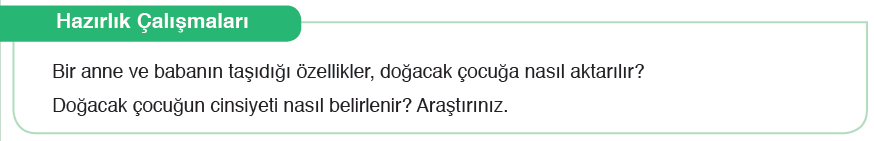 Hazırlık Çalışmaları
Bir anne ve babanın taşıdığı özellikler, doğacak çocuğa nasıl aktarılır?
Doğacak çocuğun cinsiyeti nasıl belirlenir? Araştırınız.